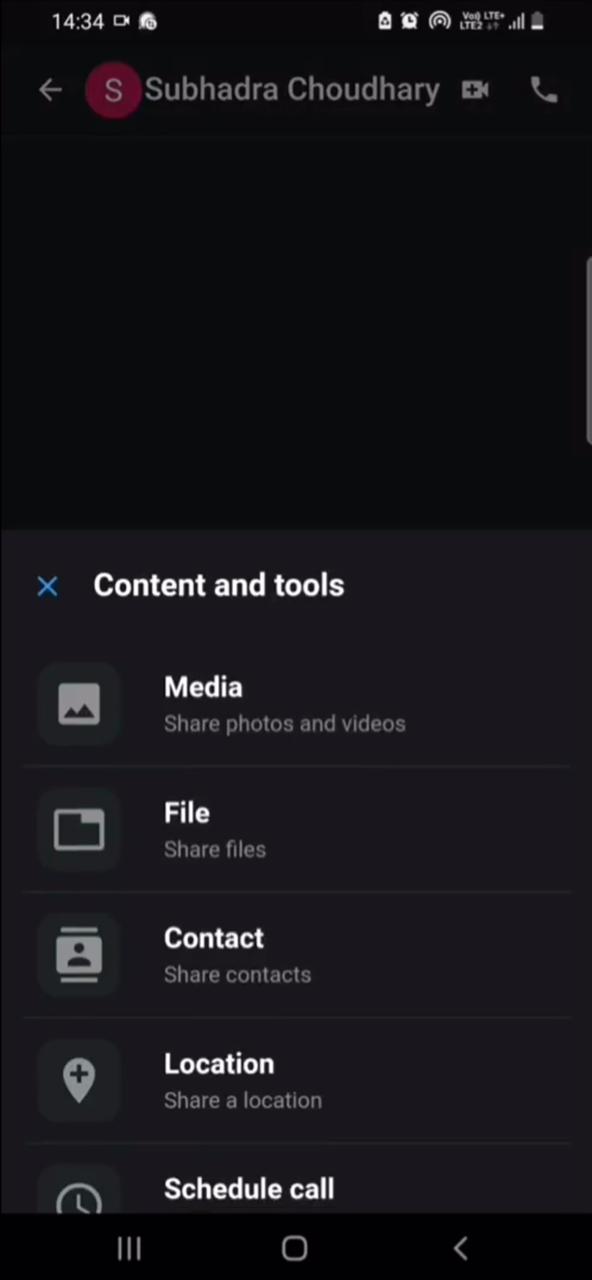 14:34
Vo) LTE+
LTE2 ↓↑
S Subhadra Choudhary
Content and tools
Media
Share photos and videos
File
Share files
Contact
Share contacts
Location
Share a location
Schedule call